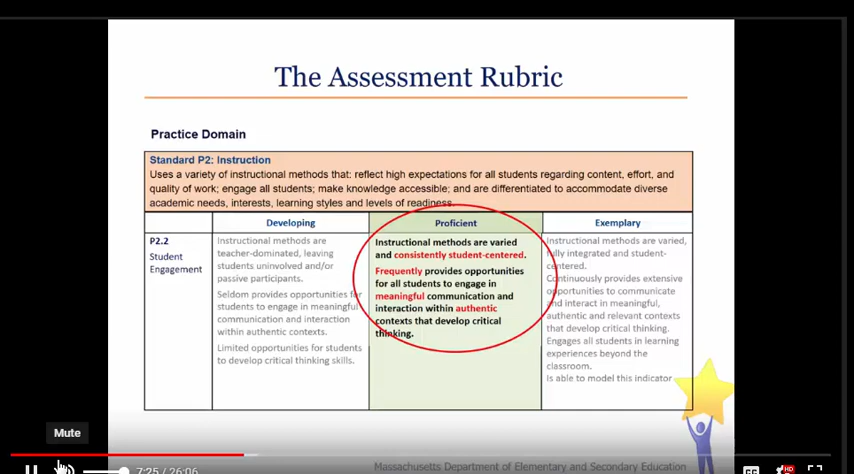 The Assessment Rubric
Practice Domain
Standard P2: Instruction
Uses a variety of instructional methods that: reflect high expectations for all students regarding content, effort, and
quality of work; engage all students; make knowledge accessible; and are differentiated to accommodate diverse
academic needs, interests, learning styles and levels of readiness.
Developing
Proficient
Exemplary
P2.2
Student
Engagement
Instructional methods are
teacher-dominated, leaving
students uninvolved and/or
passive participants.
Seldom provides opportunities for
students to engage in meaningful
communication and interaction
within authentic contexts.
Limited opportunities for students
to develop critical thinking skills.
Instructional methods are varied
and consistently student-centered.
Frequently provides opportunities
for all students to engage in
meaningful communication and
interaction within authentic
contexts that develop critical
thinking.
Instructional methods are varied,
fully integrated and student-
centered.
Continuously provides extensive
opportunities to communicate
and interact in meaningful,
authentic and relevant contexts
that develop critical thinking.
Engages all students in learning
experiences beyond the
classroom.
Is able to model this indicator
Mute
7:25 / 26:06
Massachusetts Department of Elementary and Secondary Education
CC
HD